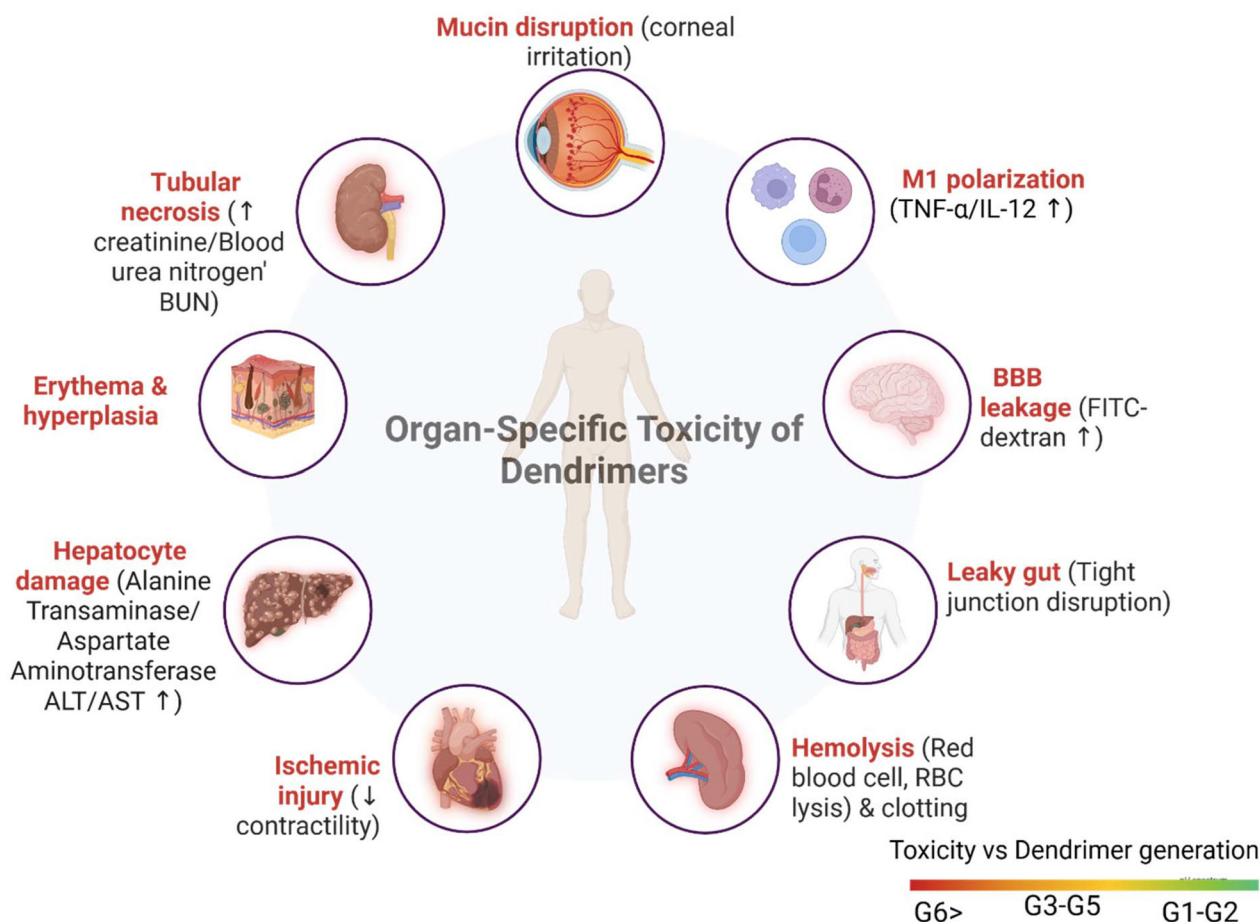 Mucin disruption (corneal
irritation)
M1 polarization
(TNF-α/IL-12 ↑)
Tubular
necrosis (↑
creatinine/Blood
urea nitrogen'
BUN)
BBB
leakage (FITC-
dextran ↑)
Erythema &
hyperplasia
Organ-Specific Toxicity of
Dendrimers
Leaky gut (Tight
junction disruption)
Hepatocyte
damage (Alanine
Transaminase/
Aspartate
Aminotransferase
ALT/AST ↑)
Hemolysis (Red
blood cell, RBC
lysis) & clotting
Ischemic
injury (↓
contractility)
Toxicity vs Dendrimer generation
G6>
G3-G5
G1-G2